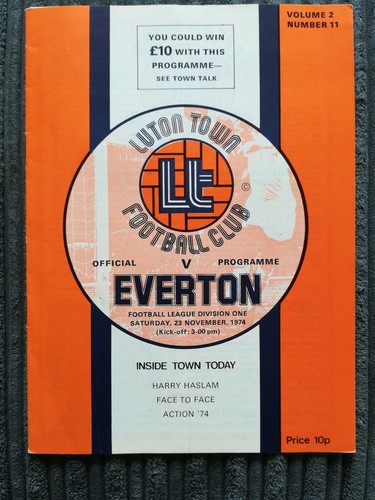 YOU COULD WIN
£10 WITH THIS
PROGRAMME—
SEE TOWN TALK
VOLUME 2
NUMBER 11
LUTON TOWN
Lt
FOOTBALL CLUB
©
OFFICIAL V PROGRAMME
EVERTON
FOOTBALL LEAGUE DIVISION ONE
SATURDAY, 23 NOVEMBER, 1974
(Kick-off: 3-00 pm)
INSIDE TOWN TODAY
HARRY HASLAM
FACE TO FACE
ACTION '74
Price 10p